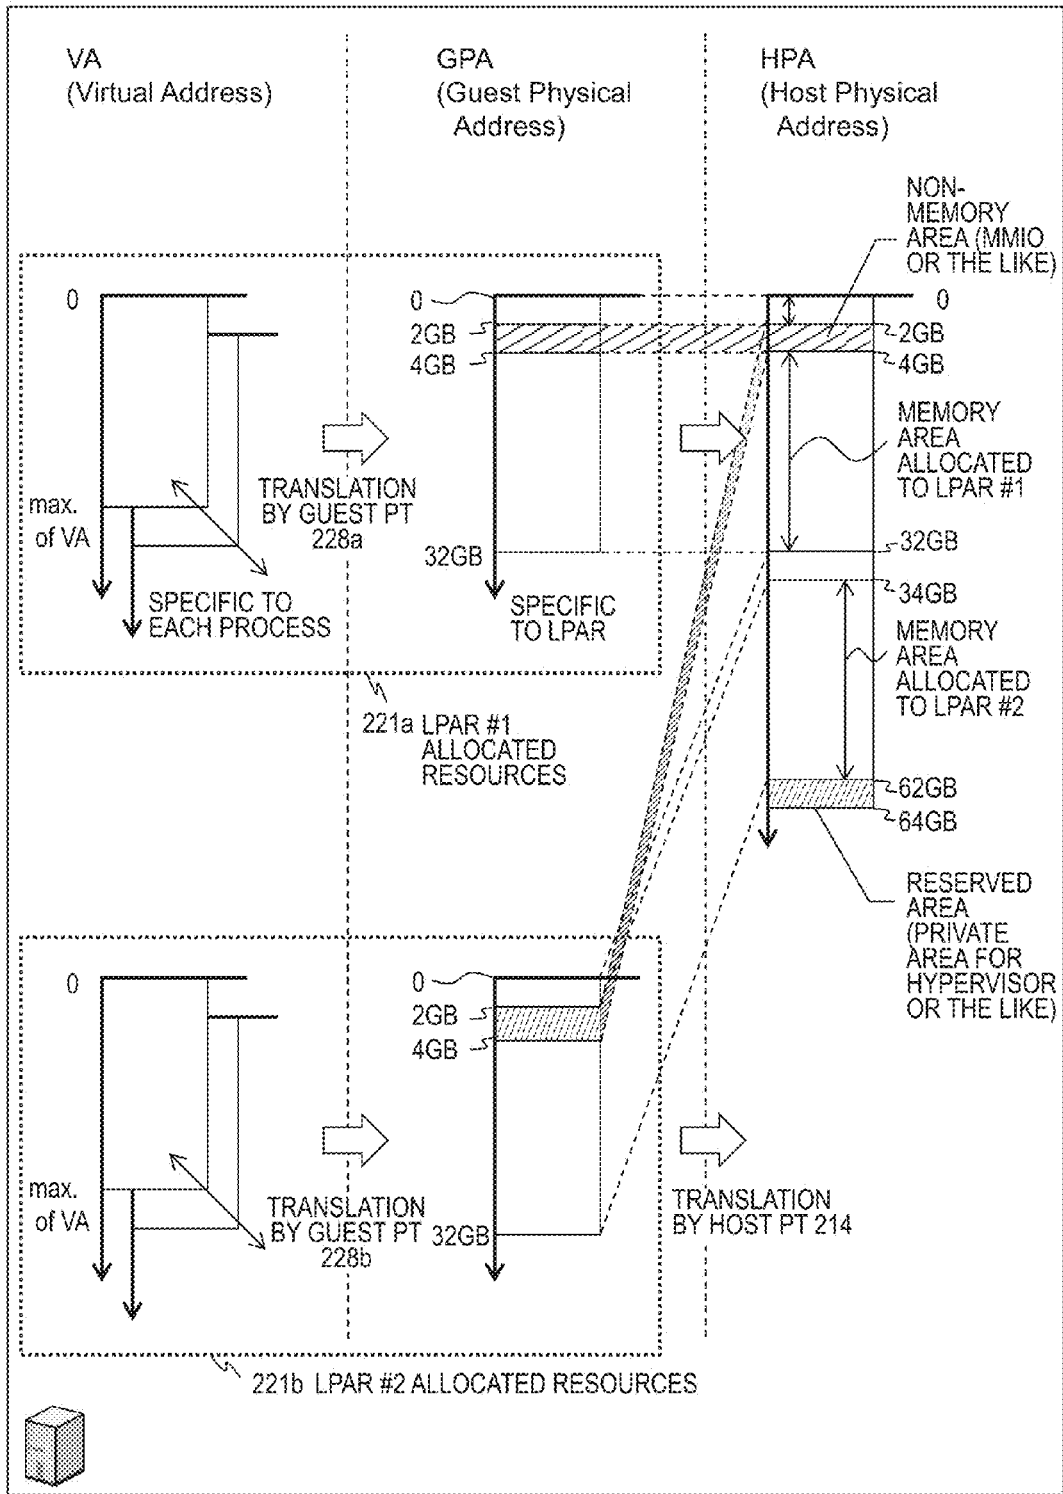 VA
(Virtual Address)
GPA
(Guest Physical
Address)
HPA
(Host Physical
Address)
NON-
MEMORY
AREA (MMIO
OR THE LIKE)
0
max.
of VA
SPECIFIC TO
EACH PROCESS
TRANSLATION
BY GUEST PT
228a
0
2GB
4GB
32GB
SPECIFIC
TO LPAR
221a LPAR #1
ALLOCATED
RESOURCES
0
2GB
4GB
MEMORY
AREA
ALLOCATED
TO LPAR #1
32GB
34GB
MEMORY
AREA
ALLOCATED
TO LPAR #2
62GB
64GB
RESERVED
AREA
(PRIVATE
AREA FOR
HYPERVISOR
OR THE LIKE)
0
max.
of VA
TRANSLATION
BY GUEST PT
228b
0
2GB
4GB
32GB
TRANSLATION
BY HOST PT 214
221b LPAR #2 ALLOCATED RESOURCES